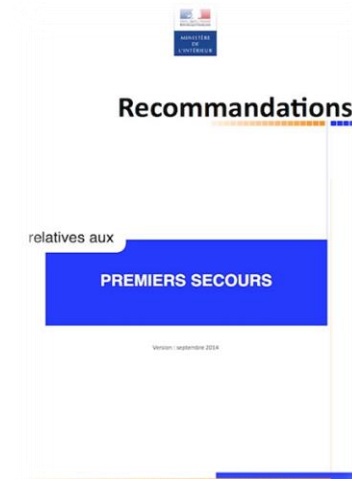 MINISTÈRE
DE
L'INTÉRIEUR
Recommandations
relatives aux
PREMIERS SECOURS
Version : septembre 2014